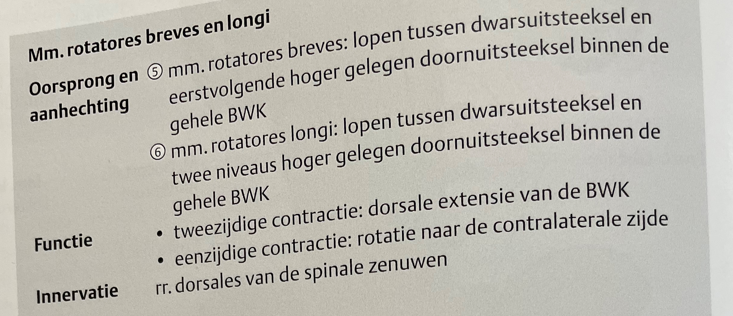 Mm. rotatores breves en longi
Oorsprong en ⑤ mm. rotatores breves: lopen tussen dwarsuitsteeksel en
aanhechting eerstvolgende hoger gelegen doornuitsteeksel binnen de
gehele BWK
⑥ mm. rotatores longi: lopen tussen dwarsuitsteeksel en
twee niveaus hoger gelegen doornuitsteeksel binnen de
gehele BWK
Functie • tweezijdige contractie: dorsale extensie van de BWK
• eenzijdige contractie: rotatie naar de contralaterale zijde
Innervatie rr. dorsales van de spinale zenuwen